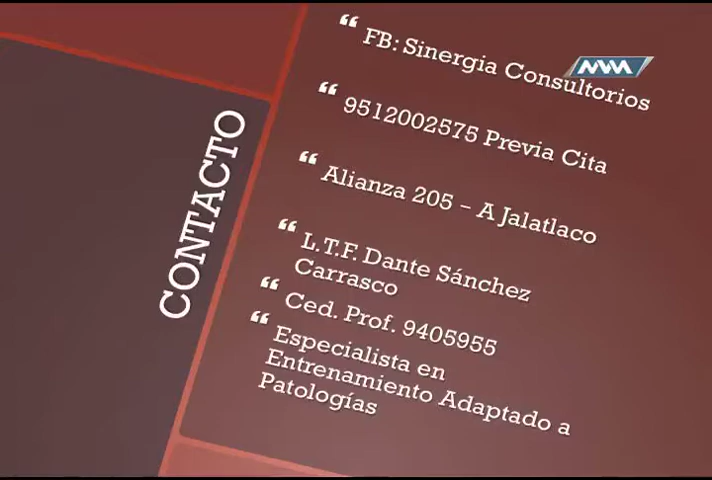 CONTACTO
FB: Sinergia Consultorios
9512002575 Previa Cita
Alianza 205 – A Jalatlaco
L.T.F. Dante Sánchez
Carrasco
Ced. Prof. 9405955
Especialista en
Entrenamiento Adaptado a
Patologías